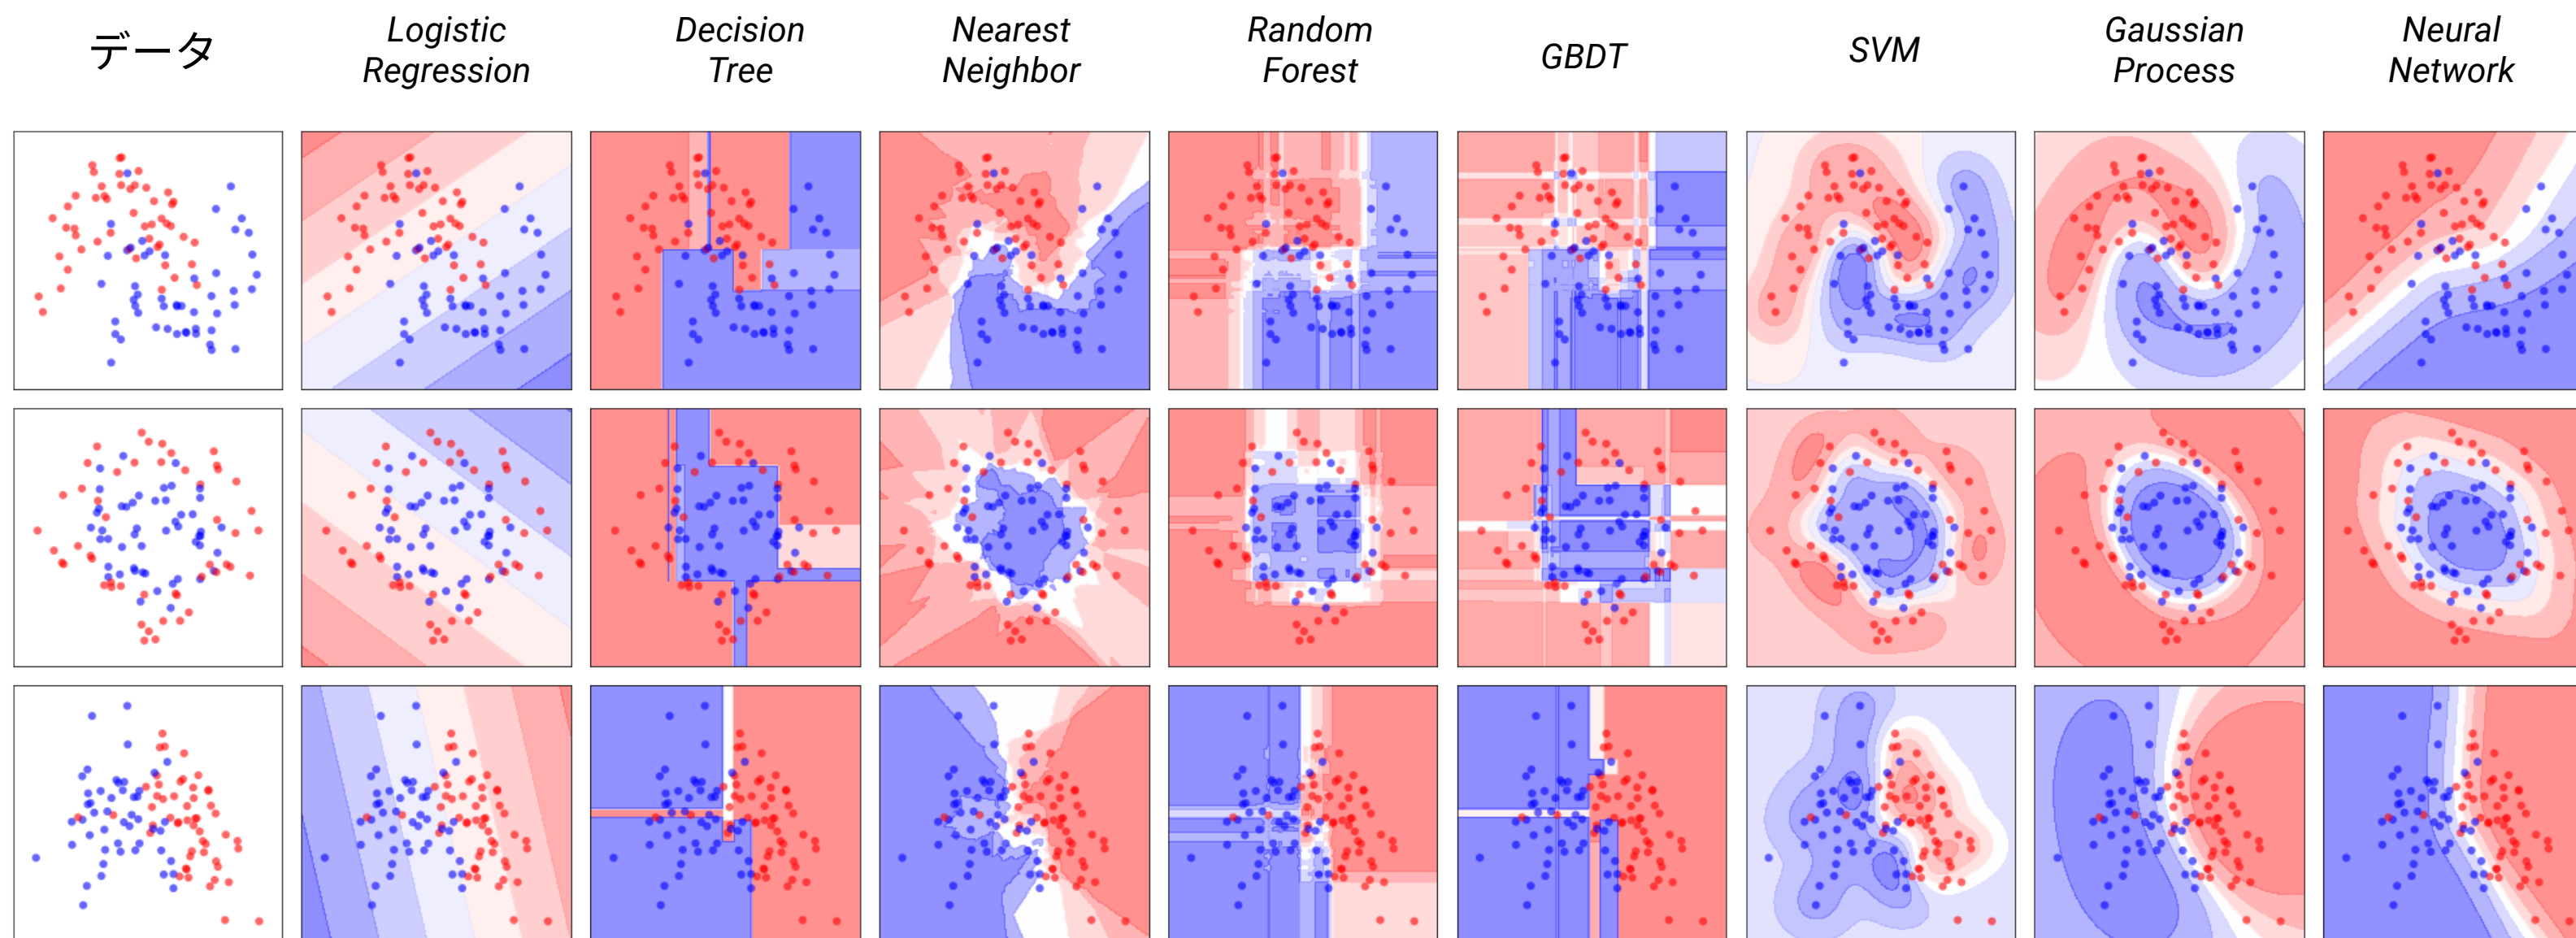 データ
Logistic
Regression
Decision
Tree
Nearest
Neighbor
Random
Forest
GBDT
SVM
Gaussian
Process
Neural
Network